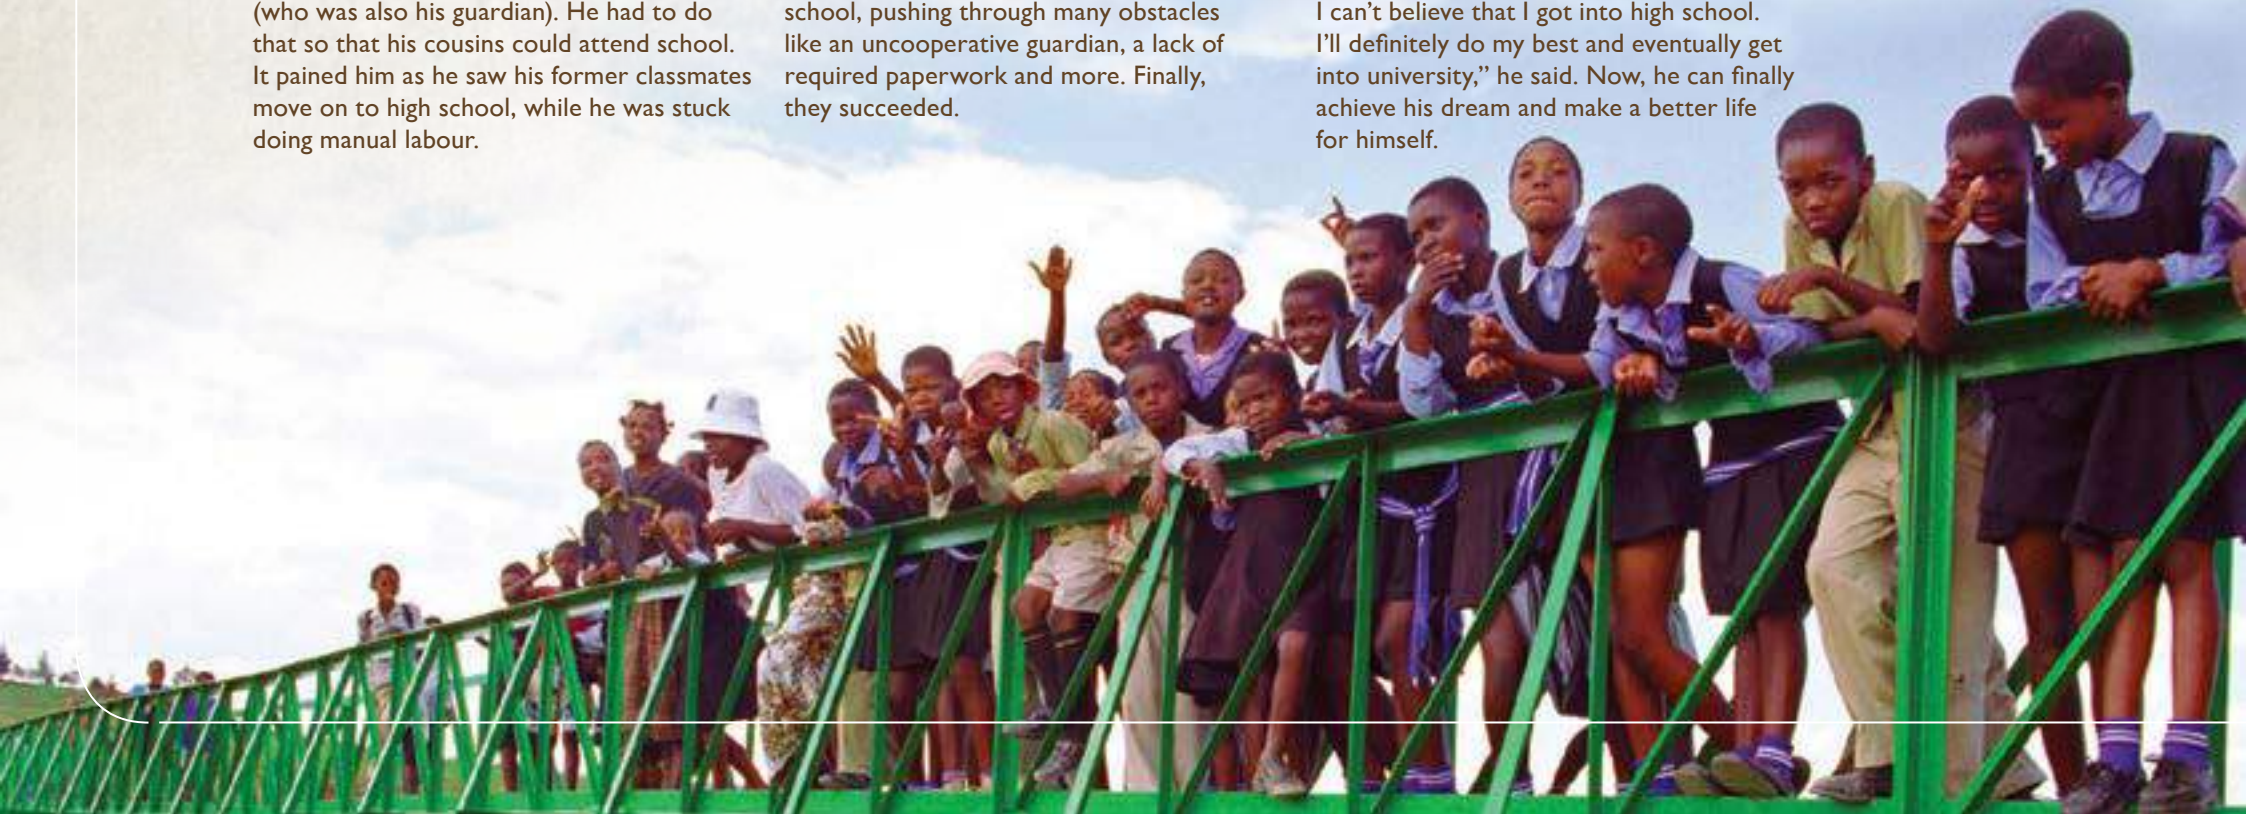 (who was also his guardian). He had to do
that so that his cousins could attend school.
It pained him as he saw his former classmates
move on to high school, while he was stuck
doing manual labour.
school, pushing through many obstacles
like an uncooperative guardian, a lack of
required paperwork and more. Finally,
they succeeded.
I can’t believe that I got into high school.
I’ll definitely do my best and eventually get
into university,” he said. Now, he can finally
achieve his dream and make a better life
for himself.